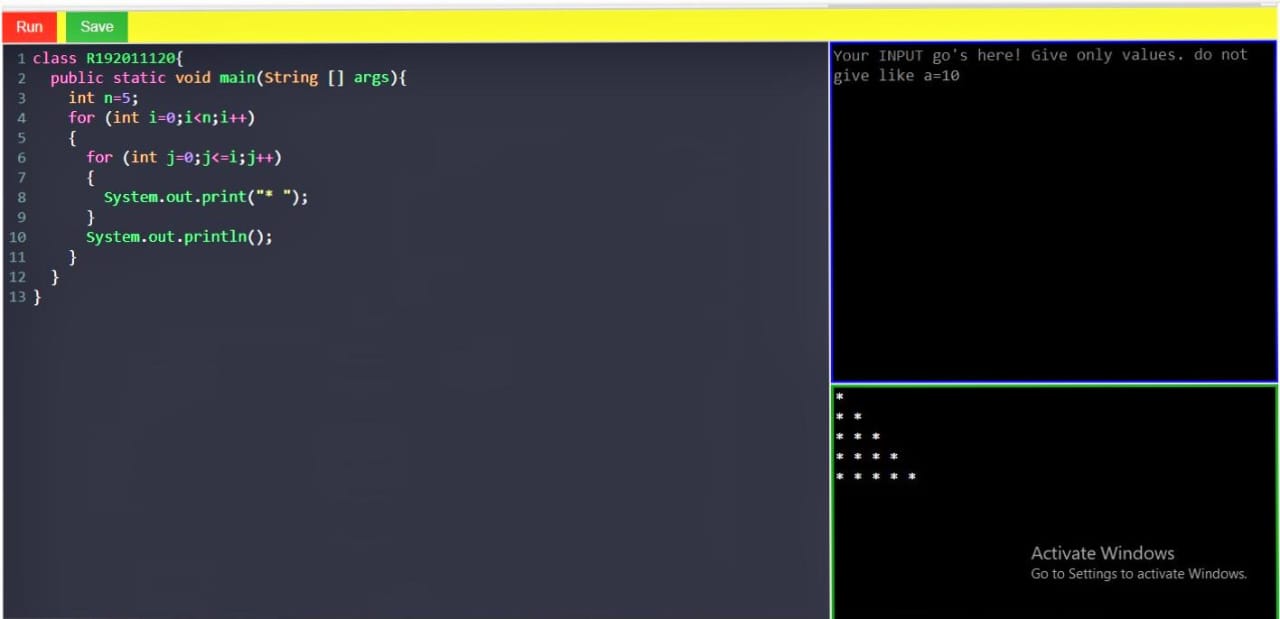 Run Save
1 class R192011120{
2   public static void main(String [] args){
3     int n=5;
4     for (int i=0;i<n;i++)
5     {
6       for (int j=0;j<=i;j++)
7       {
8         System.out.print("* ");
9       }
10       System.out.println();
11     }
12   }
13 }
Your INPUT go's here! Give only values. do not
give like a=10
*
* *
* * *
* * * *
* * * * *
Activate Windows
Go to Settings to activate Windows.